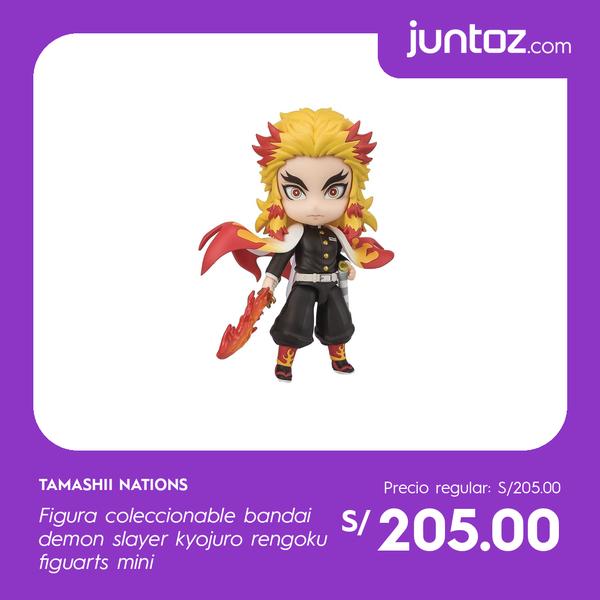 juntoz.com
TAMASHII NATIONS
Figura coleccionable bandai
demon slayer kyojuro rengoku
figuarts mini
Precio regular: S/205.00
S/ 205.00